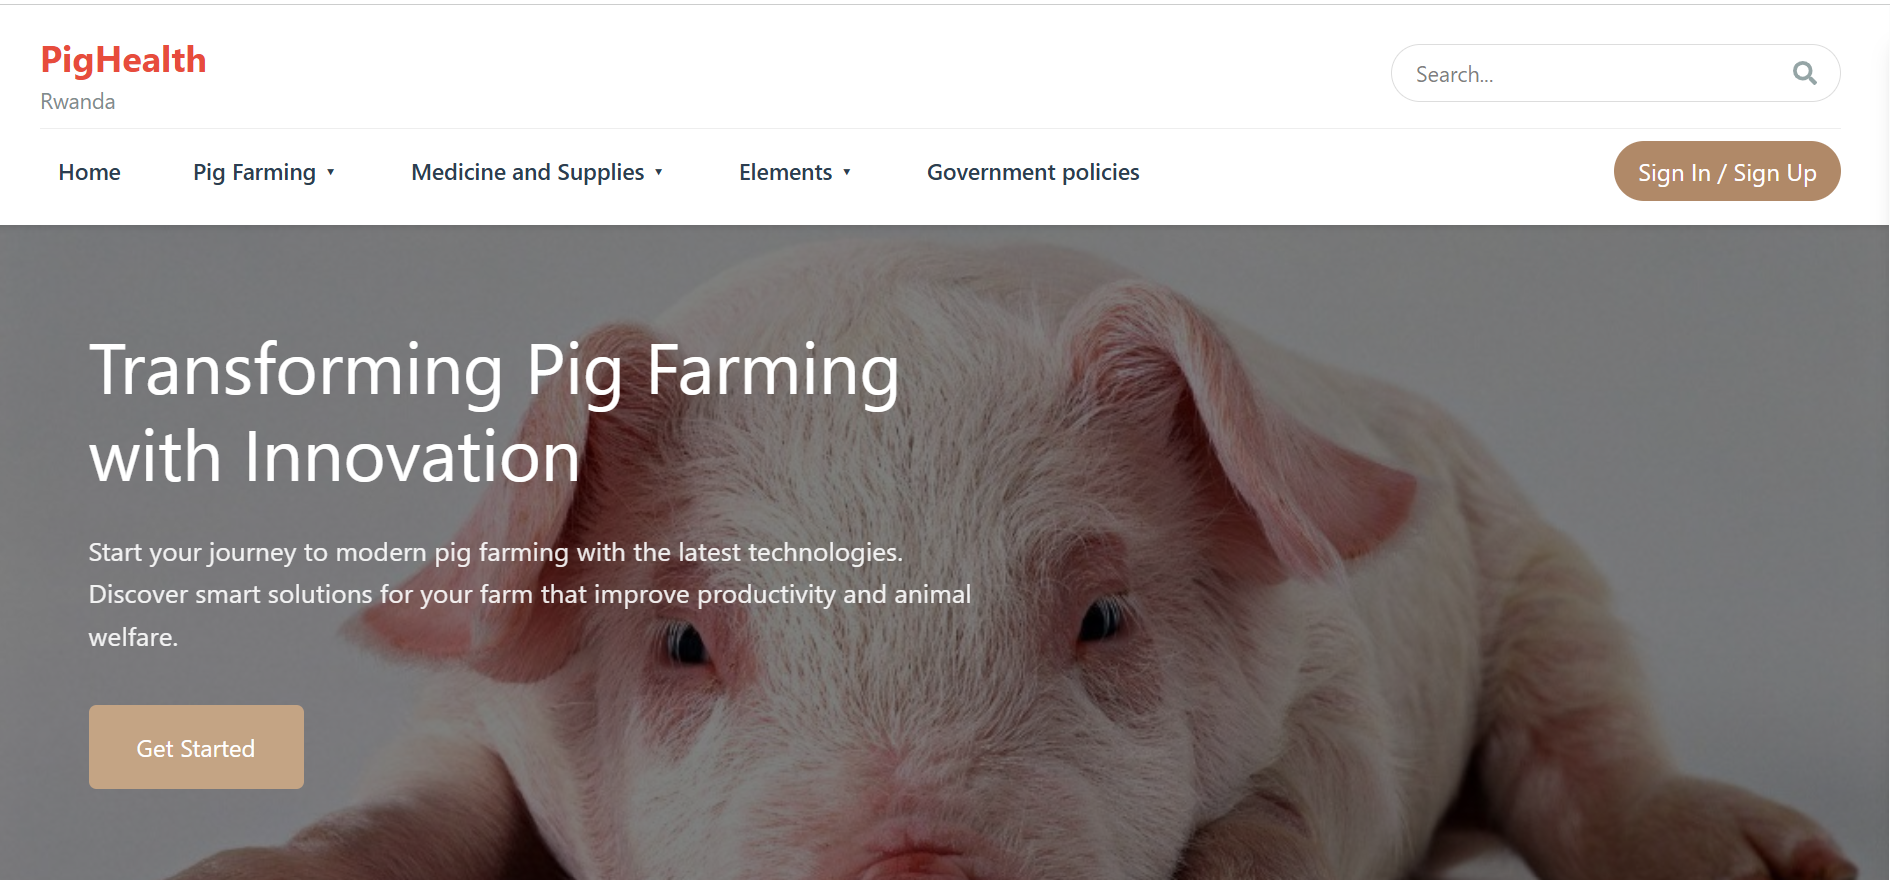 PigHealth
Rwanda
Search...
Home Pig Farming ▾ Medicine and Supplies ▾ Elements ▾ Government policies Sign In / Sign Up
Transforming Pig Farming
with Innovation
Start your journey to modern pig farming with the latest technologies.
Discover smart solutions for your farm that improve productivity and animal
welfare.
Get Started